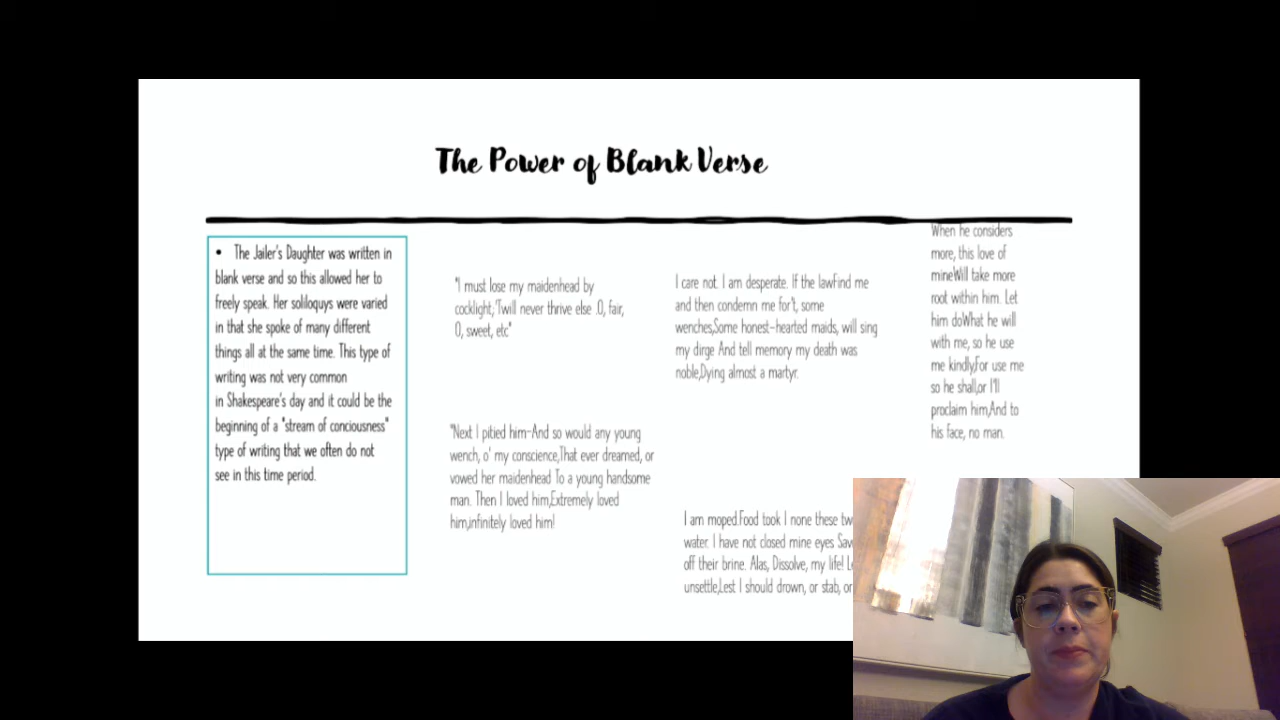 The Power of Blank Verse
• The Jailer's Daughter was written in
blank verse and so this allowed her to
freely speak. Her soliloquys were varied
in that she spoke of many different
things all at the same time. This type of
writing was not very common
in Shakespeare's day and it could be the
beginning of a "stream of conciousness"
type of writing that we often do not
see in this time period.
"I must lose my maidenhead by
cocklight,'Twill never thrive else .O, fair,
O, sweet, etc"
"Next I pitied him-And so would any young
wench, o' my conscience,That ever dreamed, or
vowed her maidenhead To a young handsome
man. Then I loved him,Extremely loved
him,infinitely loved him!
I care not. I am desperate. If the lawFind me
and then condemn me for't, some
wenches,Some honest-hearted maids, will sing
my dirge And tell memory my death was
noble,Dying almost a martyr.
I am moped.Food took I none these
water. I have not closed mine eyes
off their brine. Alas, Dissolve, my life!
unsettle,Lest I should drown, or stab, or
When he considers
more, this love of
mineWill take more
root within him. Let
him doWhat he will
with me, so he use
me kindly,For use me
so he shall,or I'll
proclaim him,And to
his face, no man.